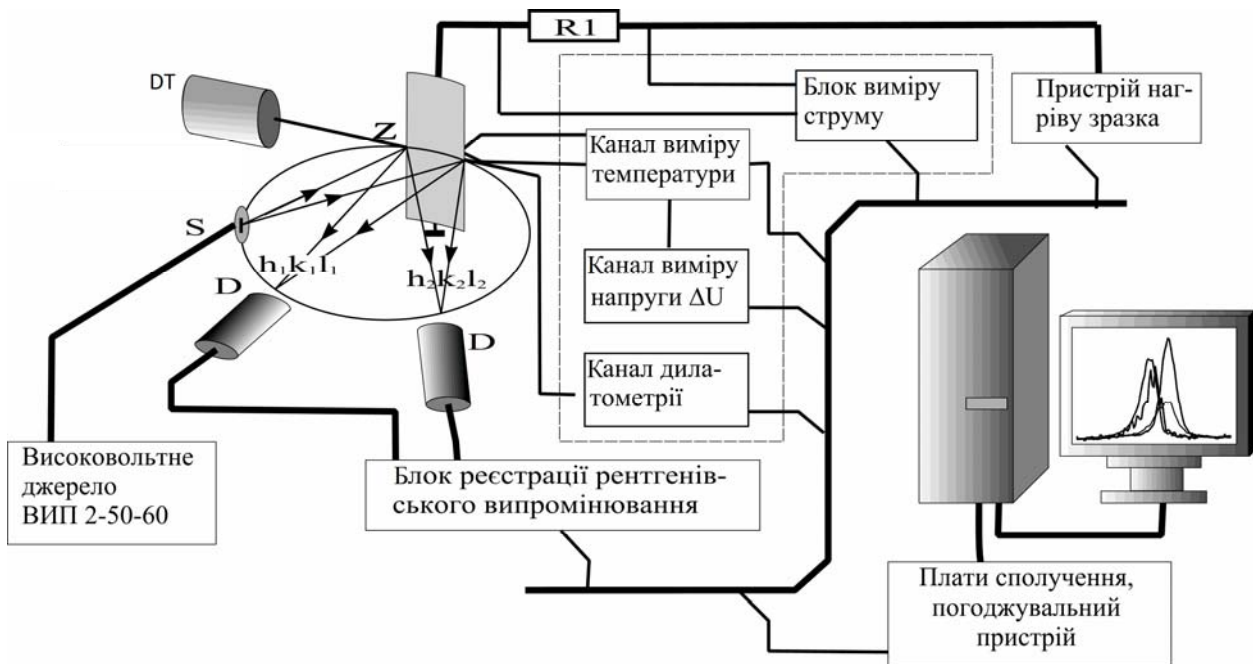 R1
DT
Блок виміру
струму
Пристрій наг-
ріву зразка
Z
Канал виміру
температури
S
h₁k₁l₁
h₂k₂l₂
Канал виміру
напруги ΔU
D
D
Канал дила-
тометрії
Високовольтне
джерело
ВИП 2-50-60
Блок реєстрації рентгенів-
ського випромінювання
Плати сполучення,
погоджувальний
пристрій